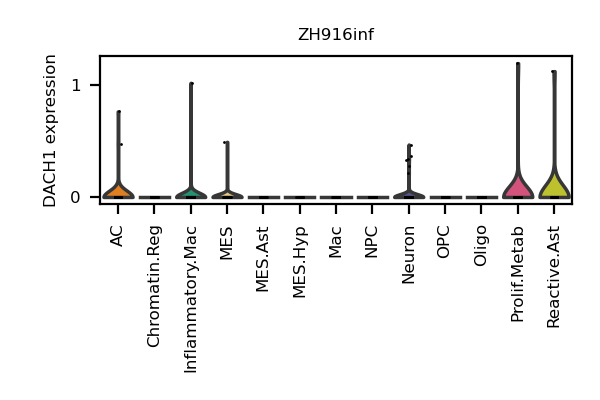 ZH916inf
DACH1 expression
1
0
AC
Chromatin.Reg
Inflammatory.Mac
MES
MES.Ast
MES.Hyp
Mac
NPC
Neuron
OPC
Oligo
Prolif.Metab
Reactive.Ast